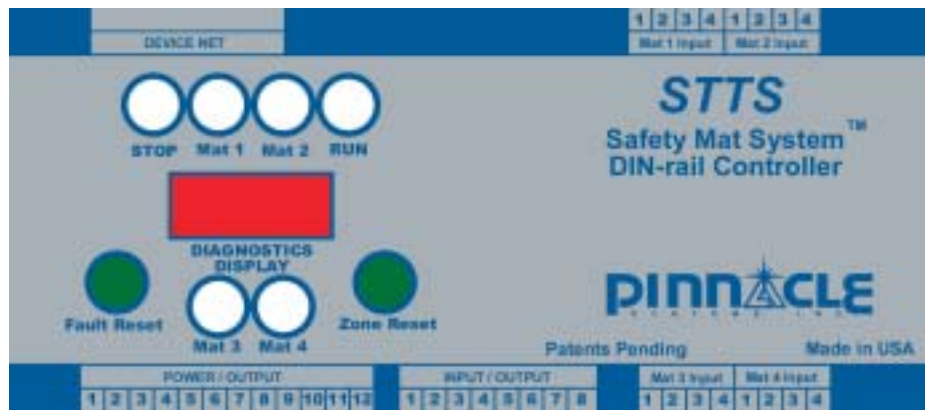 1 2 3 4 1 2 3 4
DEVICE NET
Mat 1 Input Mat 2 Input
STTS
Safety Mat System™
DIN-rail Controller
STOP Mat 1 Mat 2 RUN
DIAGNOSTICS
DISPLAY
Fault Reset
Zone Reset
PINNACLE
SYSTEMS, INC.
Mat 3 Mat 4
Patents Pending
Made in USA
POWER / OUTPUT
INPUT / OUTPUT
Mat 3 Input Mat 4 Input
1 2 3 4 5 6 7 8 9 10 11 12
1 2 3 4 5 6 7 8
1 2 3 4 1 2 3 4